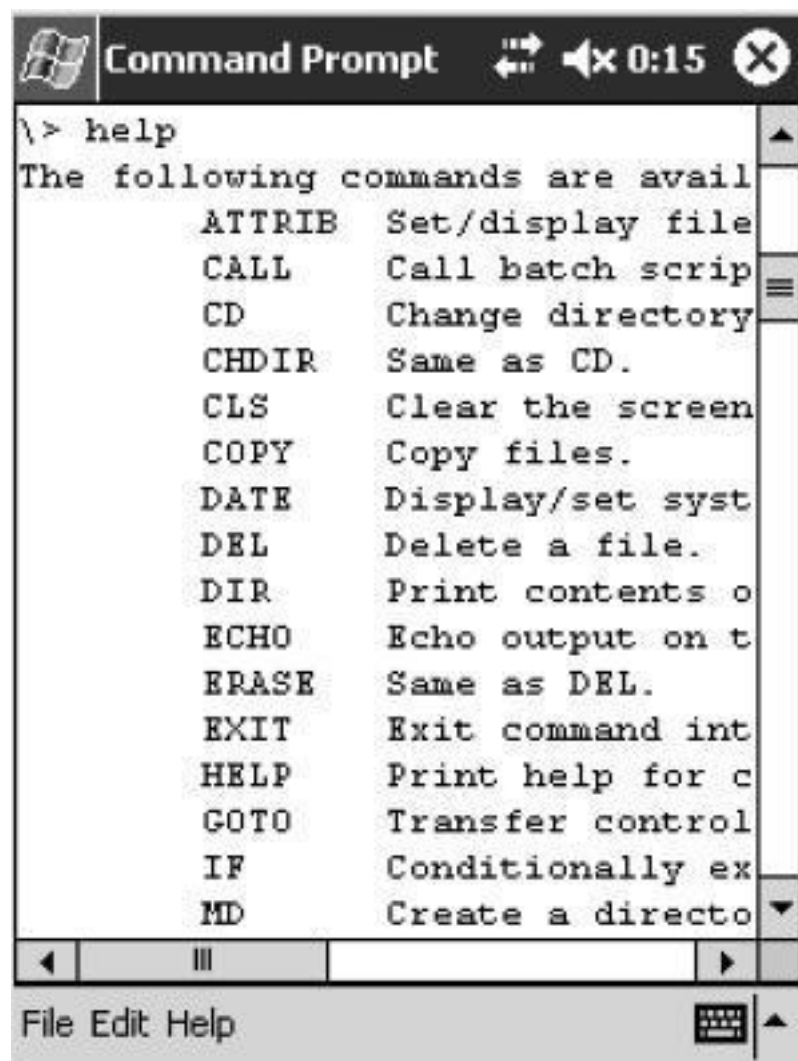 Command Prompt 0:15
\> help
The following commands are avail
ATTRIB Set/display file
CALL Call batch scrip
CD Change directory
CHDIR Same as CD.
CLS Clear the screen
COPY Copy files.
DATE Display/set syst
DEL Delete a file.
DIR Print contents o
ECHO Echo output on t
ERASE Same as DEL.
EXIT Exit command int
HELP Print help for c
GOTO Transfer control
IF Conditionally ex
MD Create a directo
File Edit Help